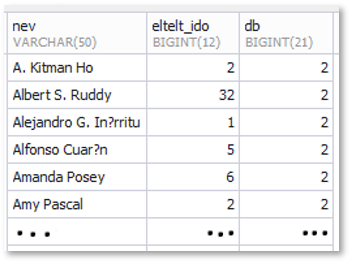 nev eltelt_ido db
VARCHAR(50) BIGINT(12) BIGINT(21)
A. Kitman Ho 2 2
Albert S. Ruddy 32 2
Alejandro G. In?rritu 1 2
Alfonso Cuar?n 5 2
Amanda Posey 6 2
Amy Pascal 2 2
... ... ...